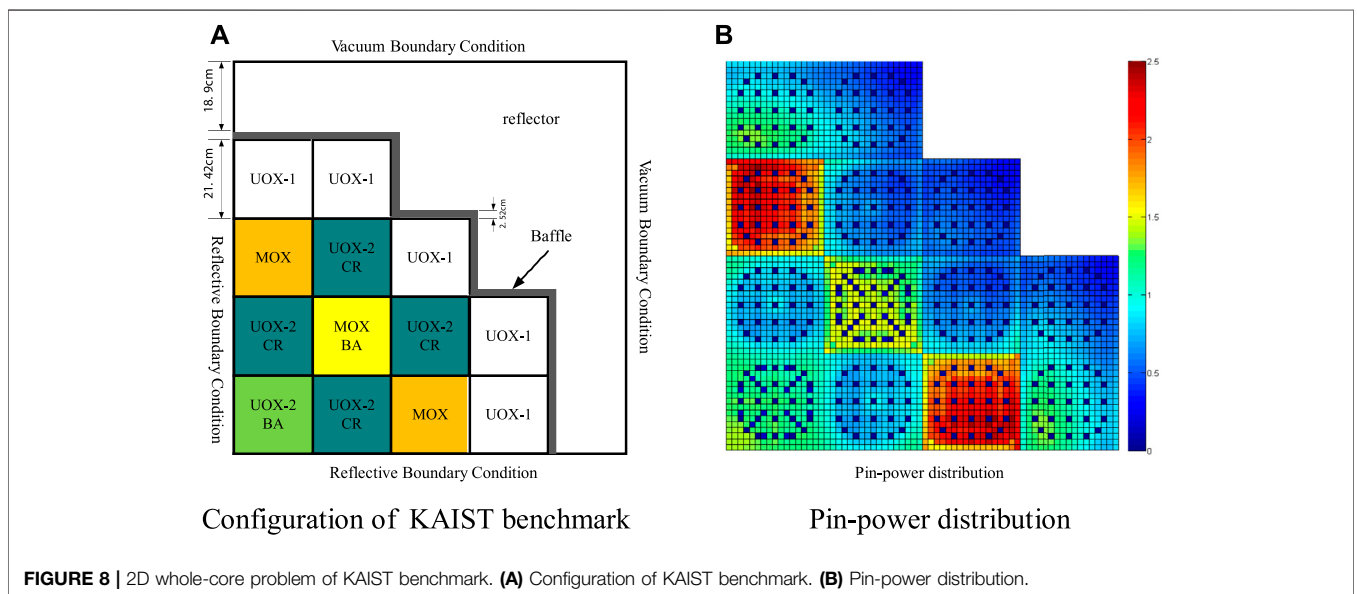 A
Vacuum Boundary Condition
18. 9cm
reflector
21. 42cm
UOX-1
UOX-1
2. 52cm
Baffle
MOX
UOX-2
CR
UOX-1
UOX-2
CR
MOX
BA
UOX-2
CR
UOX-1
UOX-2
BA
UOX-2
CR
MOX
UOX-1
Reflective Boundary Condition
Vacuum Boundary Condition
Reflective Boundary Condition
Configuration of KAIST benchmark
B
2.5
2
1.5
1
0.5
0
Pin-power distribution
Pin-power distribution
FIGURE 8 | 2D whole-core problem of KAIST benchmark. (A) Configuration of KAIST benchmark. (B) Pin-power distribution.